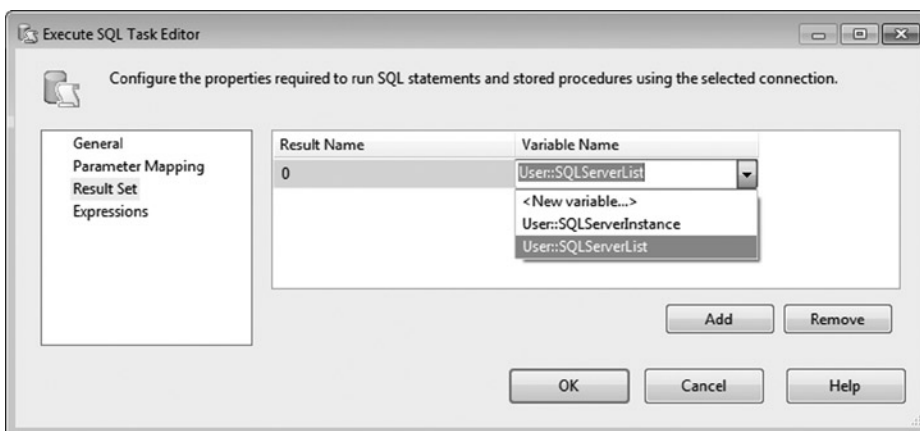 Execute SQL Task Editor
Configure the properties required to run SQL statements and stored procedures using the selected connection.
General
Parameter Mapping
Result Set
Expressions
Result Name Variable Name
0 User::SQLServerList
<New variable...>
User::SQLServerInstance
User::SQLServerList
Add Remove
OK Cancel Help